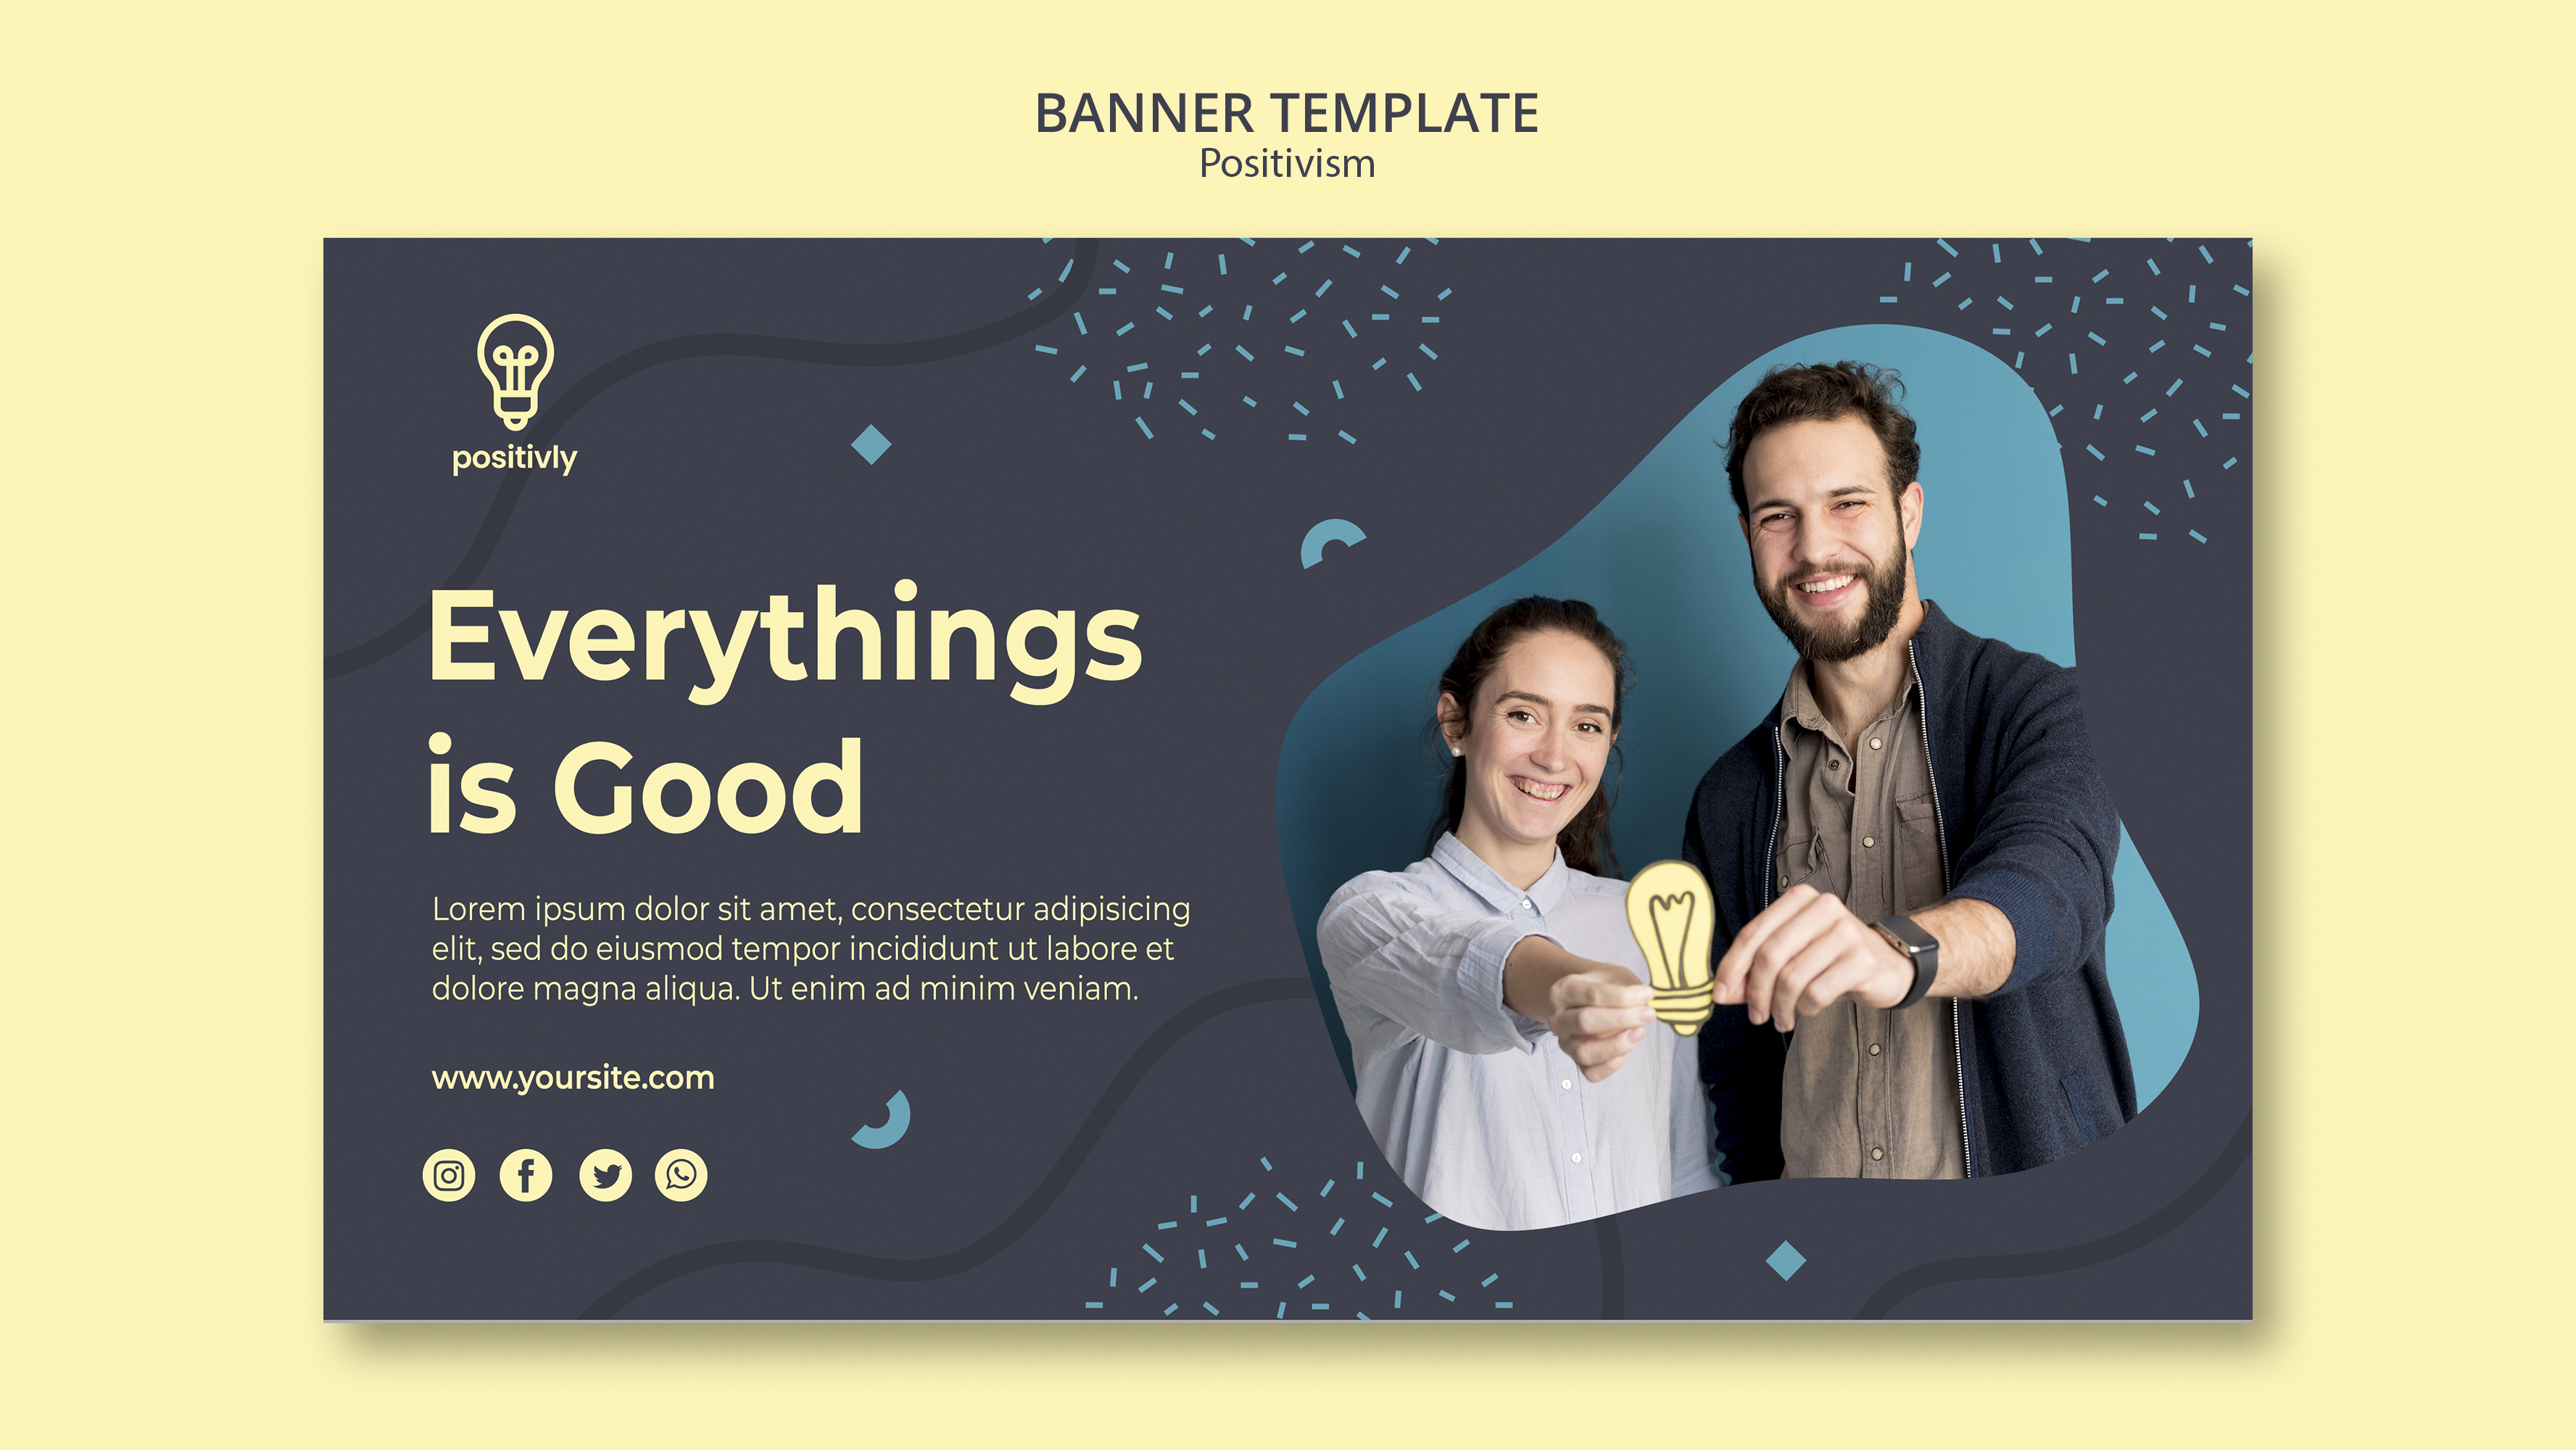 BANNER TEMPLATE
Positivism
positivly
Everythings
is Good
Lorem ipsum dolor sit amet, consectetur adipisicing
elit, sed do eiusmod tempor incididunt ut labore et
dolore magna aliqua. Ut enim ad minim veniam.
www.yoursite.com